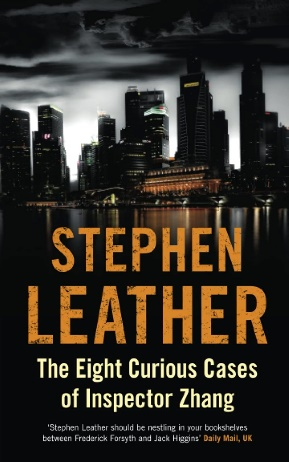 STEPHEN
LEATHER
The Eight Curious Cases
of Inspector Zhang
'Stephen Leather should be nestling in your bookshelves
between Frederick Forsyth and Jack Higgins' Daily Mail, UK